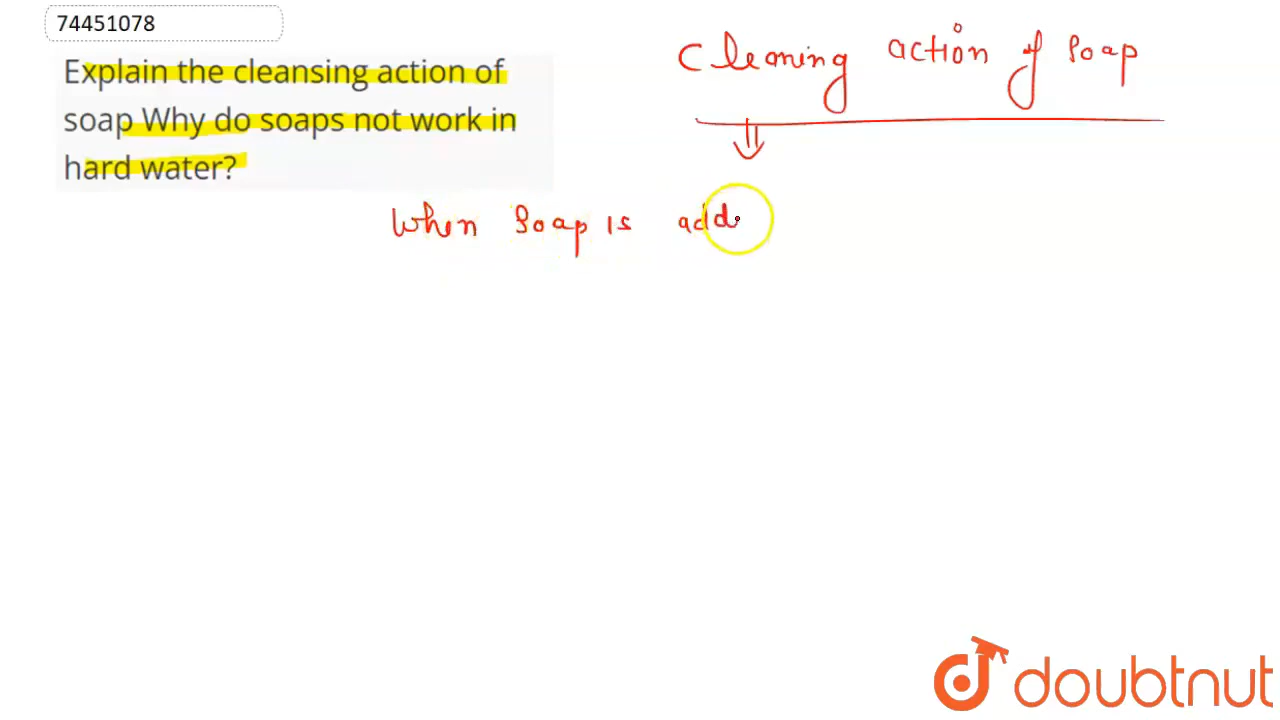 74451078
Explain the cleansing action of
soap Why do soaps not work in
hard water?
Cleaning action of soap
When soap is add
doubtnut